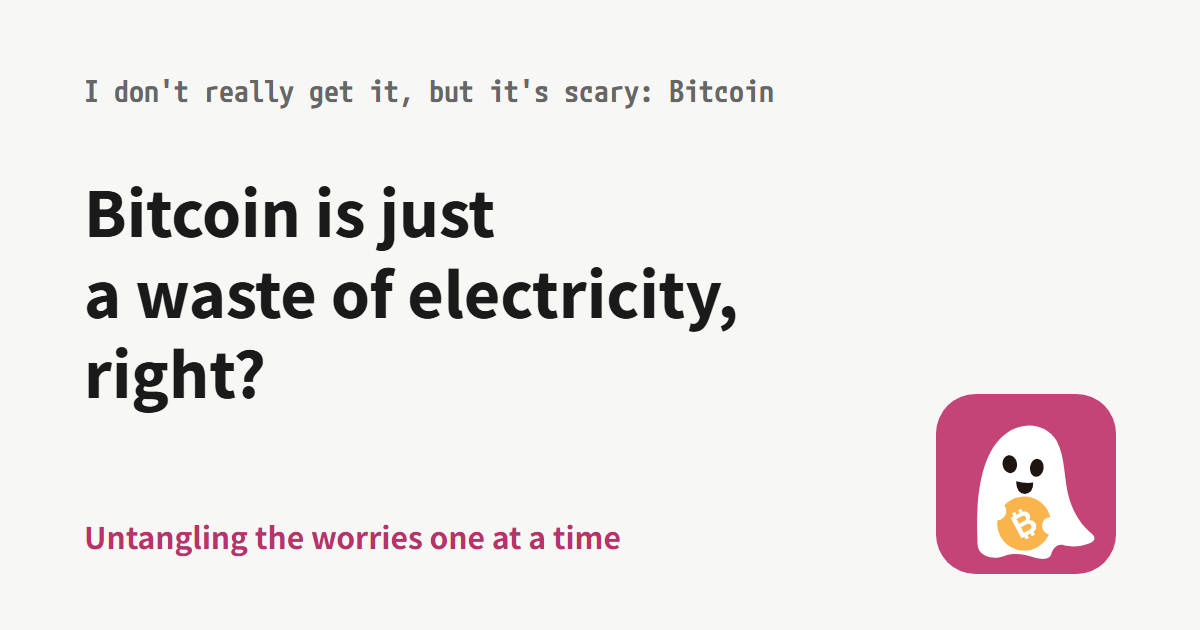 I don't really get it, but it's scary: Bitcoin
Bitcoin is just
a waste of electricity,
right?
Untangling the worries one at a time